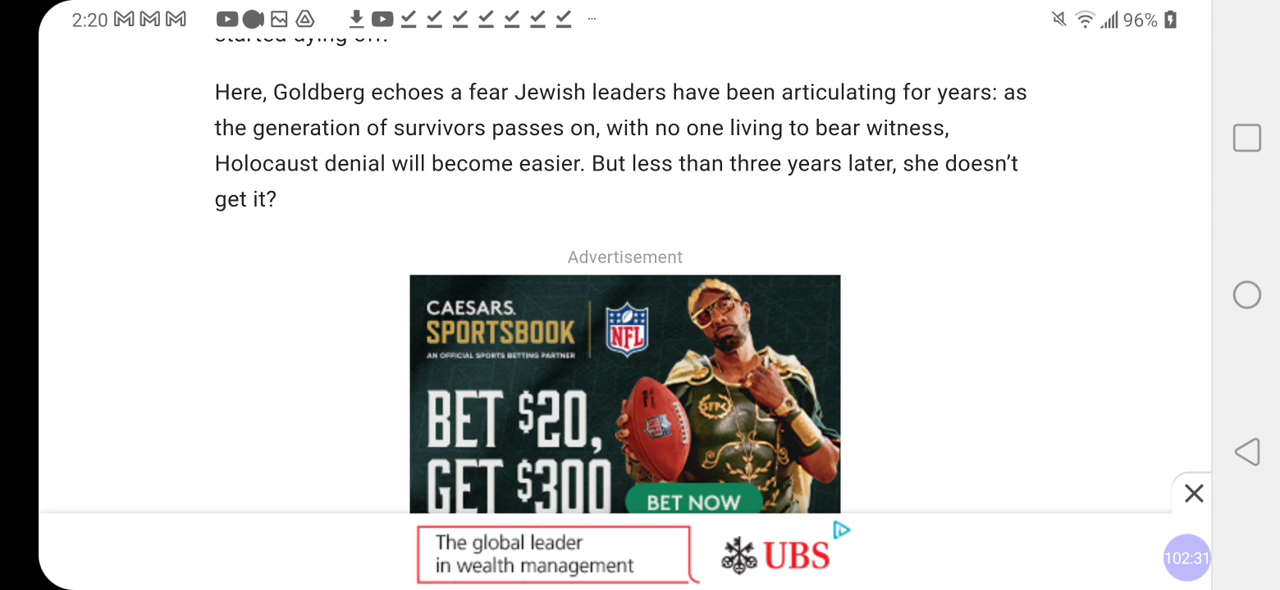 2:20 96%
Here, Goldberg echoes a fear Jewish leaders have been articulating for years: as
the generation of survivors passes on, with no one living to bear witness,
Holocaust denial will become easier. But less than three years later, she doesn’t
get it?
Advertisement
CAESARS
SPORTSBOOK
AN OFFICIAL SPORTS BETTING PARTNER
NFL
SFPC
BET $20,
GET $300
BET NOW
The global leader
in wealth management
UBS
102:31